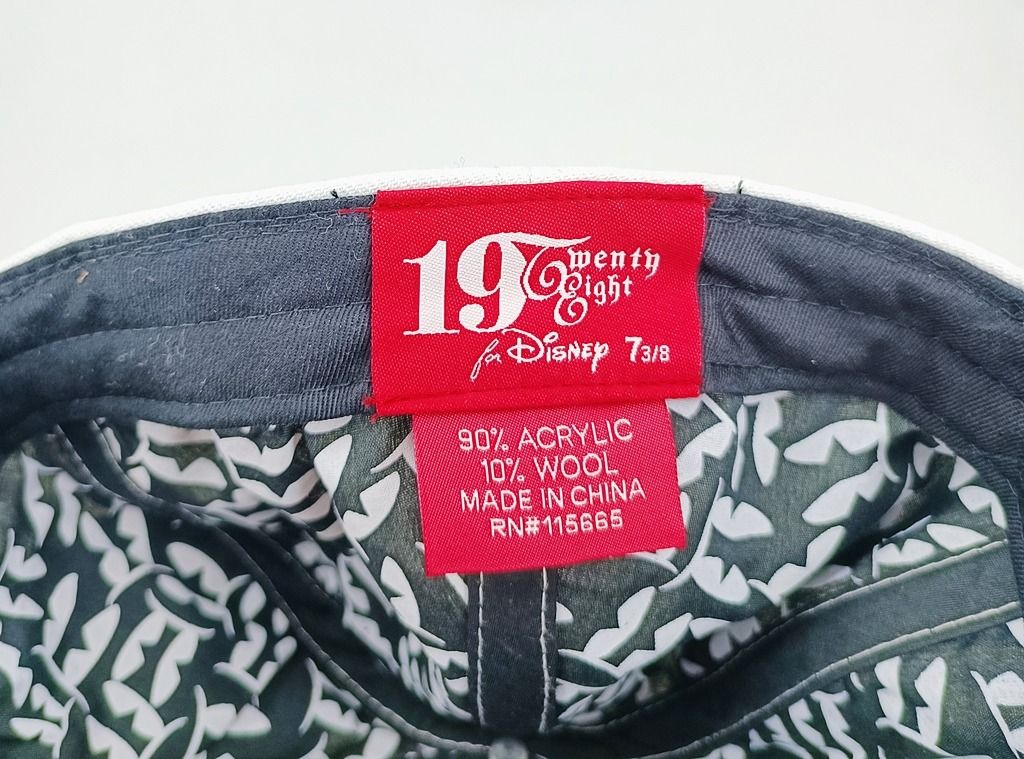 19 Twenty
Eight
for Disney 7 3/8
90% ACRYLIC
10% WOOL
MADE IN CHINA
RN#115665